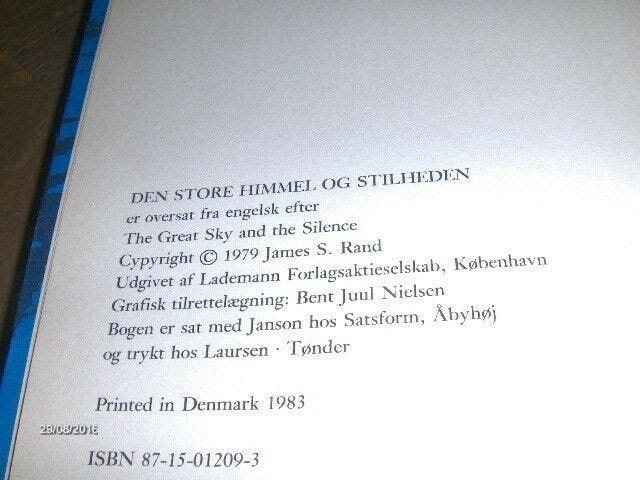 DEN STORE HIMMEL OG STILHEDEN
er oversat fra engelsk efter
The Great Sky and the Silence
Cypyright © 1979 James S. Rand
Udgivet af Lademann Forlagsaktieselskab, København
Grafisk tilrettelægning: Bent Juul Nielsen
Bogen er sat med Janson hos Satsform, Åbyhøj
og trykt hos Laursen · Tønder
Printed in Denmark 1983
29/08/2016
ISBN 87-15-01209-3